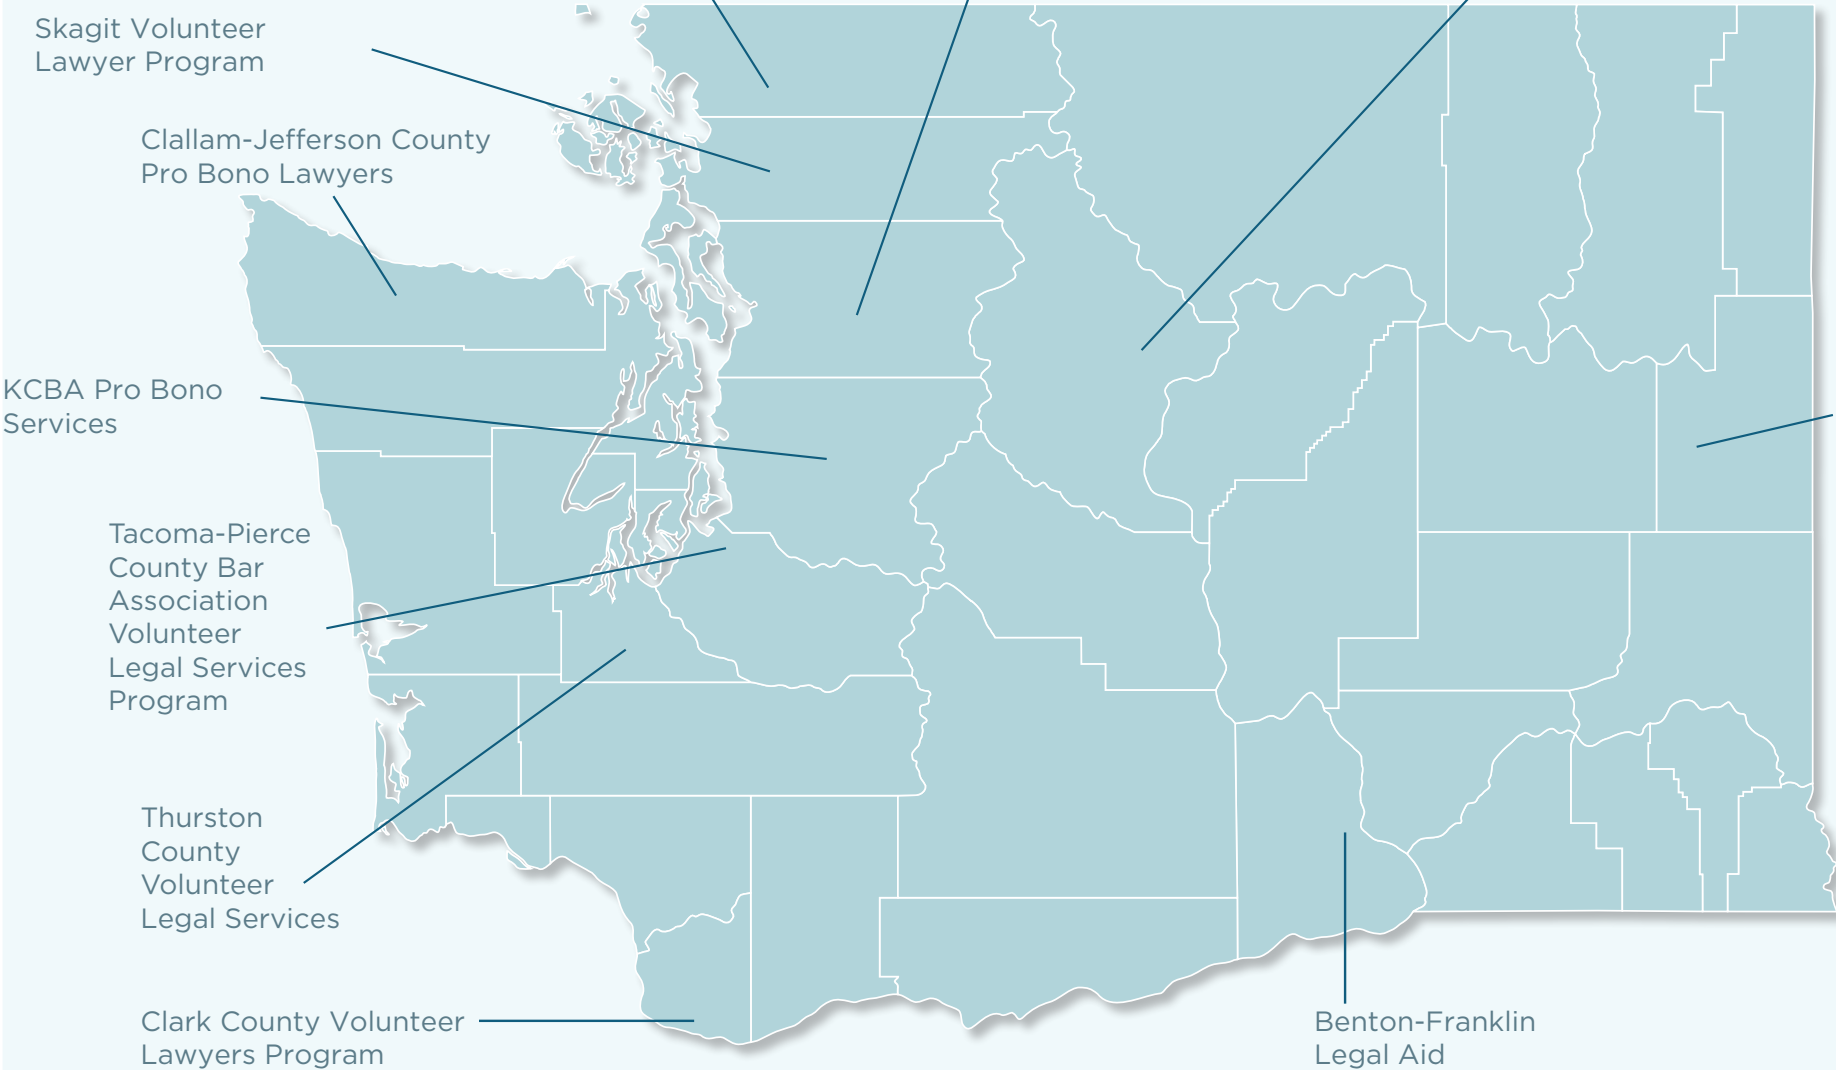 Skagit Volunteer
Lawyer Program
Clallam-Jefferson County
Pro Bono Lawyers
KCBA Pro Bono
Services
Tacoma-Pierce
County Bar
Association
Volunteer
Legal Services
Program
Thurston
County
Volunteer
Legal Services
Clark County Volunteer
Lawyers Program
Benton-Franklin
Legal Aid